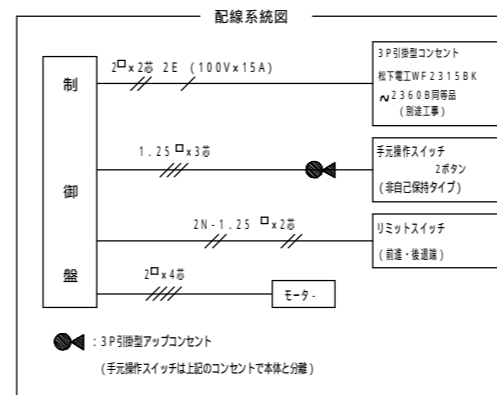 配線系統図
制御盤
2□x2芯 2E (100Vx15A)
3P引掛型コンセント
松下電工WF2315BK
~2360B同等品
(別途工事)
1.25□x3芯
手元操作スイッチ
2ボタン
(非自己保持タイプ)
2N-1.25 □x2芯
リミットスイッチ
(前進・後退端)
2□x4芯
モータ-
:3P引掛型アップコンセント
(手元操作スイッチは上記のコンセントで本体と分離)